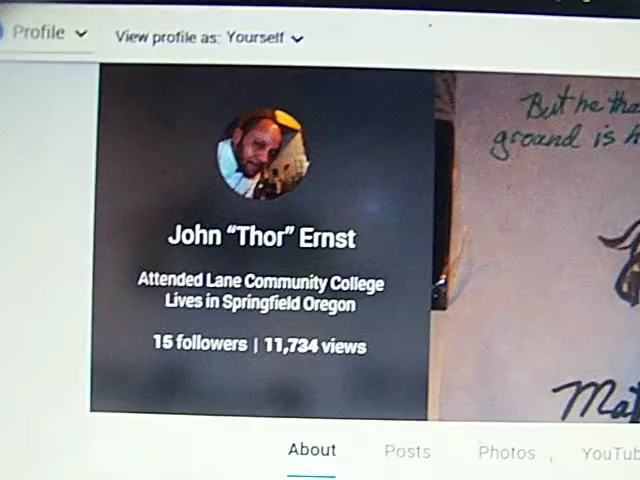 Profile
View profile as: Yourself
But he tha
ground is h
John “Thor” Ernst
Attended Lane Community College
Lives in Springfield Oregon
15 followers | 11,734 views
Mat
About Posts Photos YouTub